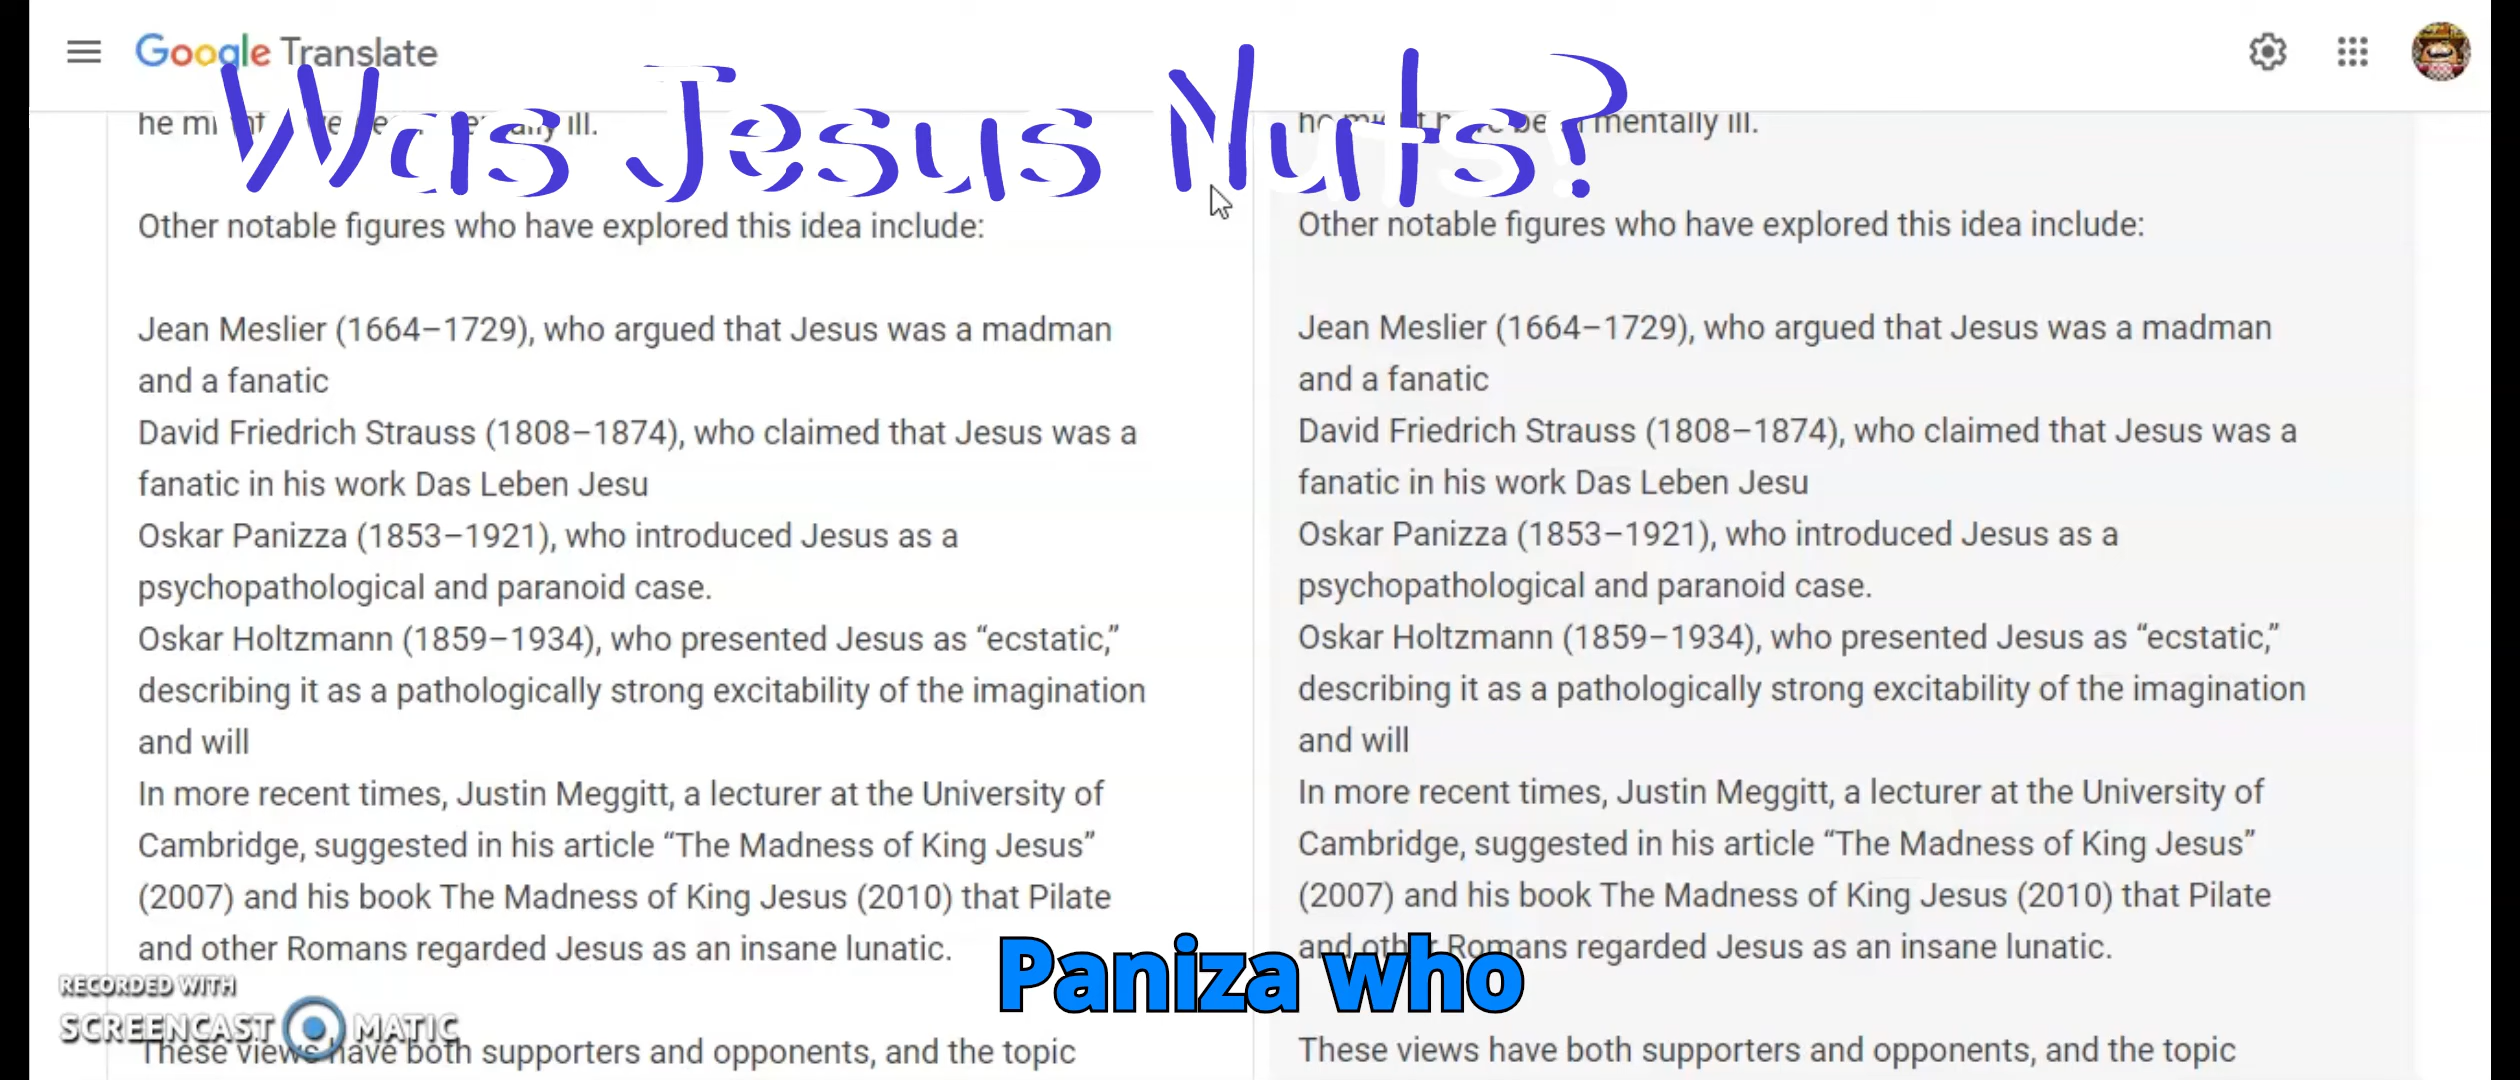 Google Translate
Was Jesus Nuts?
ill.
mentally ill.
Other notable figures who have explored this idea include:
Jean Meslier (1664–1729), who argued that Jesus was a madman
and a fanatic
David Friedrich Strauss (1808–1874), who claimed that Jesus was a
fanatic in his work Das Leben Jesu
Oskar Panizza (1853–1921), who introduced Jesus as a
psychopathological and paranoid case.
Oskar Holtzmann (1859–1934), who presented Jesus as “ecstatic,”
describing it as a pathologically strong excitability of the imagination
and will
In more recent times, Justin Meggitt, a lecturer at the University of
Cambridge, suggested in his article “The Madness of King Jesus”
(2007) and his book The Madness of King Jesus (2010) that Pilate
and other Romans regarded Jesus as an insane lunatic.
These views have both supporters and opponents, and the topic
Other notable figures who have explored this idea include:
Jean Meslier (1664–1729), who argued that Jesus was a madman
and a fanatic
David Friedrich Strauss (1808–1874), who claimed that Jesus was a
fanatic in his work Das Leben Jesu
Oskar Panizza (1853–1921), who introduced Jesus as a
psychopathological and paranoid case.
Oskar Holtzmann (1859–1934), who presented Jesus as “ecstatic,”
describing it as a pathologically strong excitability of the imagination
and will
In more recent times, Justin Meggitt, a lecturer at the University of
Cambridge, suggested in his article “The Madness of King Jesus”
(2007) and his book The Madness of King Jesus (2010) that Pilate
and other Romans regarded Jesus as an insane lunatic.
These views have both supporters and opponents, and the topic
Paniza who
RECORDED WITH
SCREENCAST MATIC